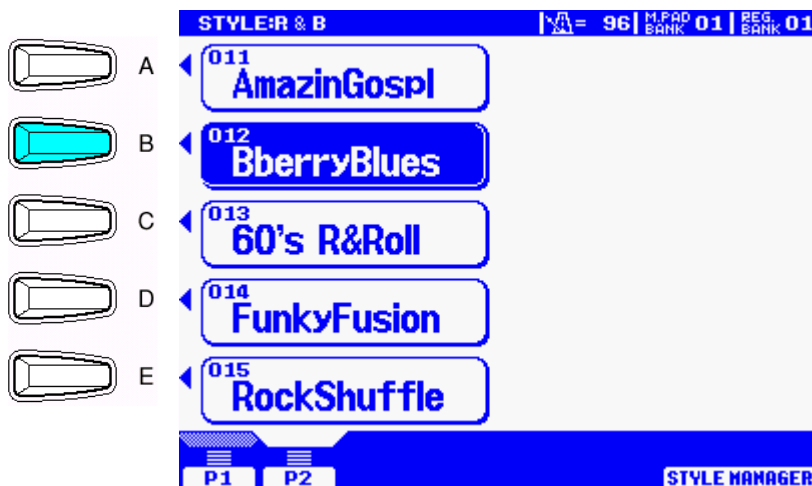 STYLE:R & B = 96 M.PAD BANK 01 REG. BANK 01
A
011
AmazinGospl
B
012
BberryBlues
C
013
60's R&Roll
D
014
FunkyFusion
E
015
RockShuffle
P1 P2 STYLE MANAGER